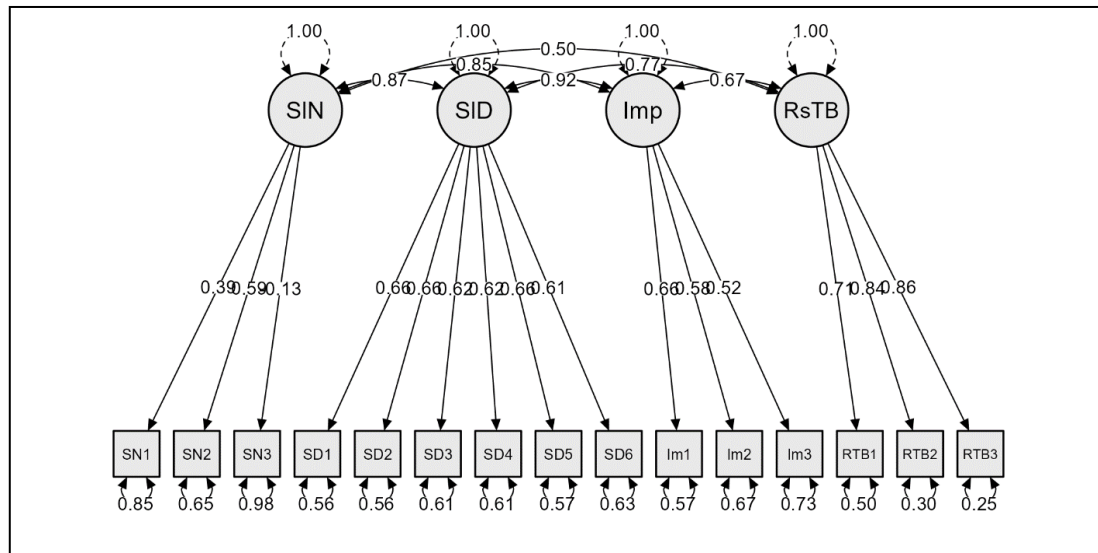 1.00 1.00 1.00 1.00
0.50
0.85 0.77
0.87 0.92 0.67
SIN SID Imp RsTB
0.39 0.59 -0.13 0.66 0.66 0.62 0.62 0.66 0.61 0.66 0.58 0.52 0.71 0.84 0.86
SN1 SN2 SN3 SD1 SD2 SD3 SD4 SD5 SD6 Im1 Im2 Im3 RTB1 RTB2 RTB3
0.85 0.65 0.98 0.56 0.56 0.61 0.61 0.57 0.63 0.57 0.67 0.73 0.50 0.30 0.25